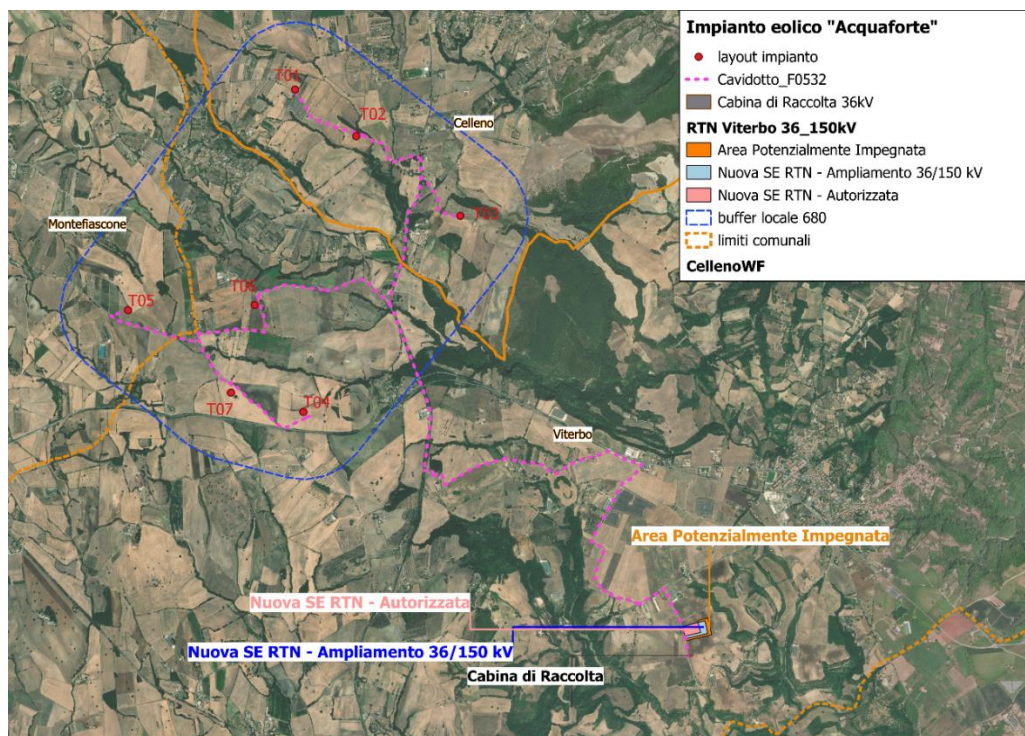 Impianto eolico "Acquaforte"
layout impianto
Cavidotto_F0532
Cabina di Raccolta 36kV
RTN Viterbo 36_150kV
Area Potenzialmente Impegnata
Nuova SE RTN - Ampliamento 36/150 kV
Nuova SE RTN - Autorizzata
buffer locale 680
limiti comunali
CellenoWF
T01
T02
Celleno
T03
Montefiascone
T05
T06
T07
T04
Viterbo
Area Potenzialmente Impegnata
Nuova SE RTN - Autorizzata
Nuova SE RTN - Ampliamento 36/150 kV
Cabina di Raccolta